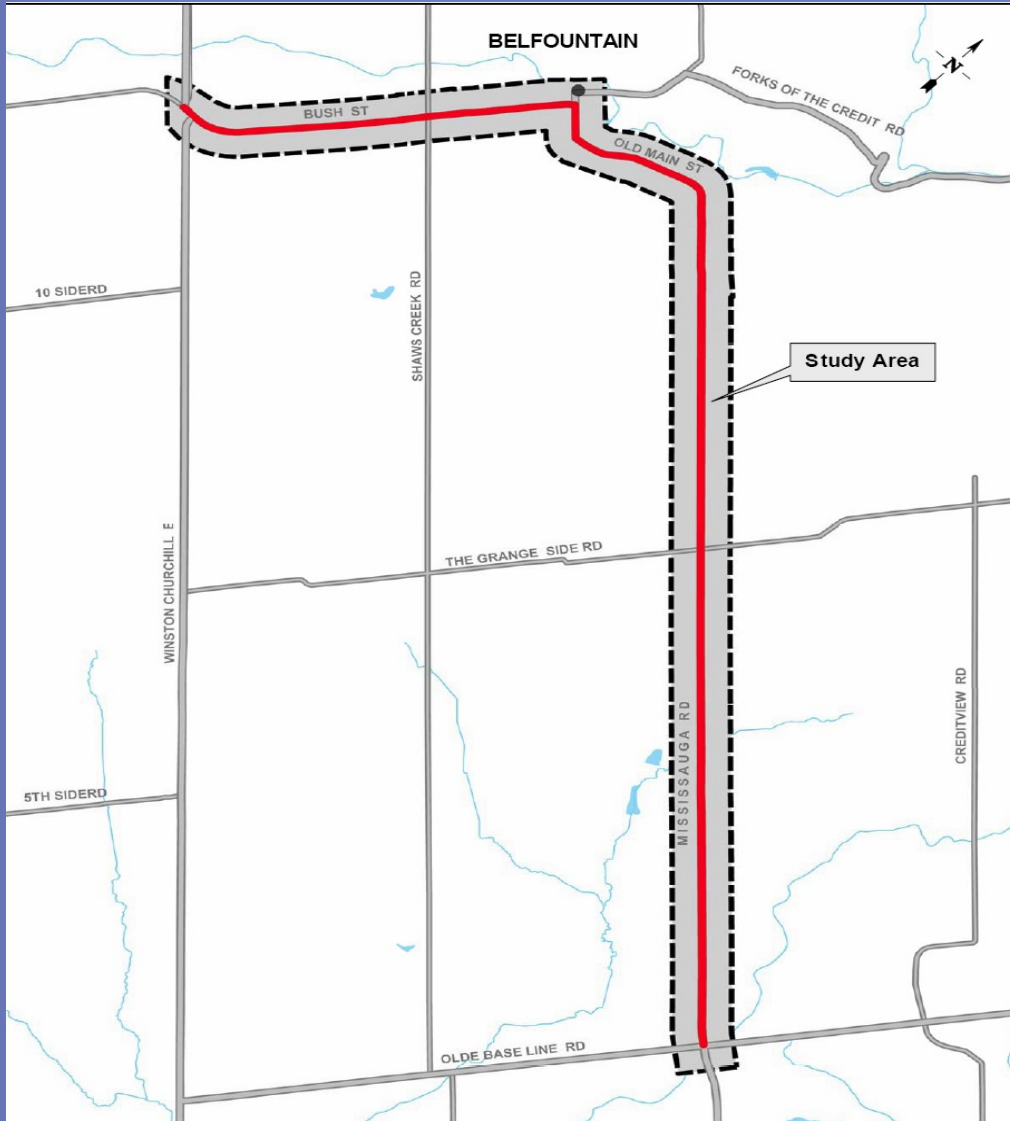 BELFOUNTAIN
N
FORKS OF THE CREDIT RD
BUSH ST
OLD MAIN ST
10 SIDERD
SHAWS CREEK RD
Study Area
WINSTON CHURCHILL E
THE GRANGE SIDE RD
CREDITVIEW RD
MISSISSAUGA RD
5TH SIDERD
OLDE BASE LINE RD